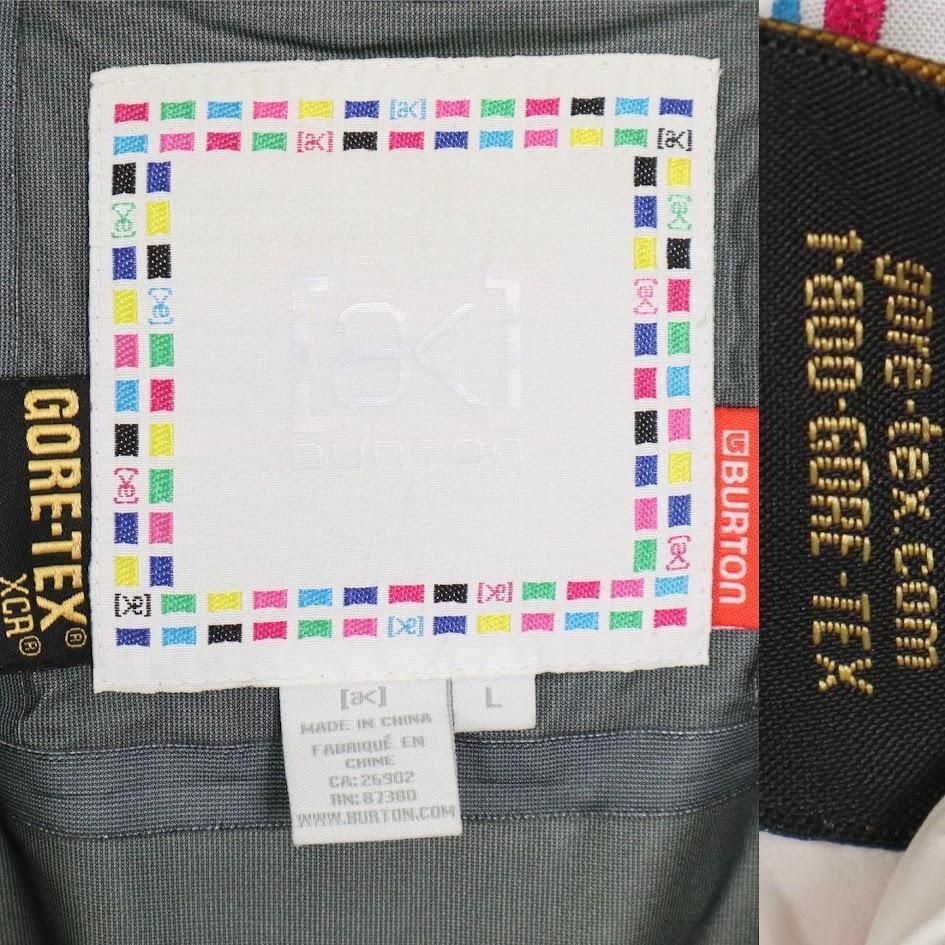 [ak]
[ak]
[ak]
[ak]
[ak]
[ak]
[ak]
[ak]
[ak]
[ak]
[ak]
[ak]
[ak]
[ak]
BURTON
GORE-TEX®
XCR®
BURTON
[ak]
MADE IN CHINA
FABRIQUÉ EN
CHINE
CA: 26902
RN: 87380
WWW.BURTON.COM
L
gore-tex.com
1-800-GORE-TEX